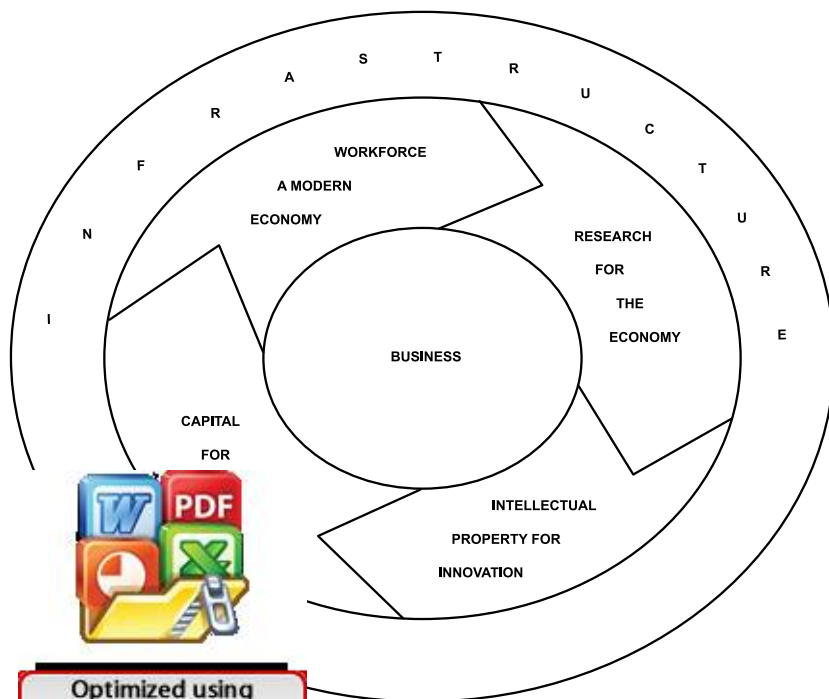 INFRASTRUCTURE
WORKFORCE
A MODERN
ECONOMY
RESEARCH
FOR
THE
ECONOMY
BUSINESS
CAPITAL
FOR
INTELLECTUAL
PROPERTY FOR
INNOVATION
W
PDF
X
Optimized using